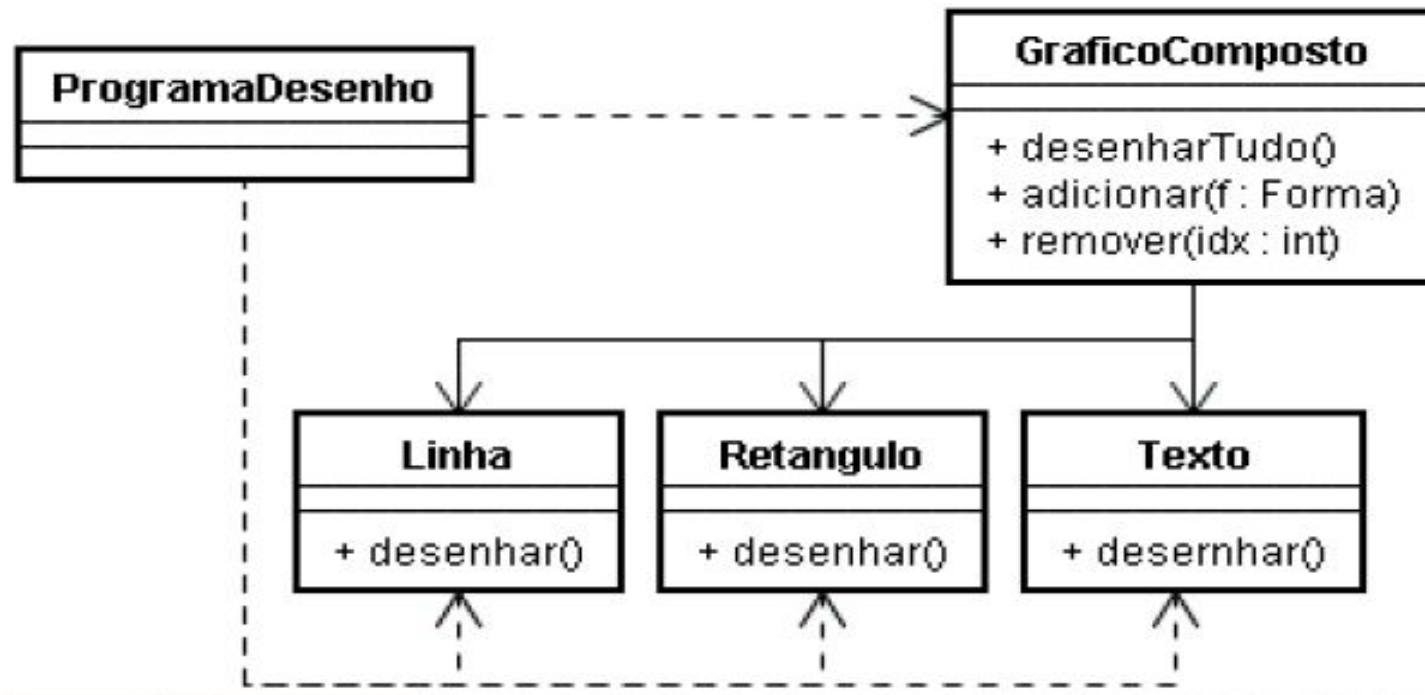 ProgramaDesenho
GraficoComposto
+ desenharTudo()
+ adicionar(f : Forma)
+ remover(idx : int)
Linha
+ desenhar()
Retangulo
+ desenhar()
Texto
+ desernhar()